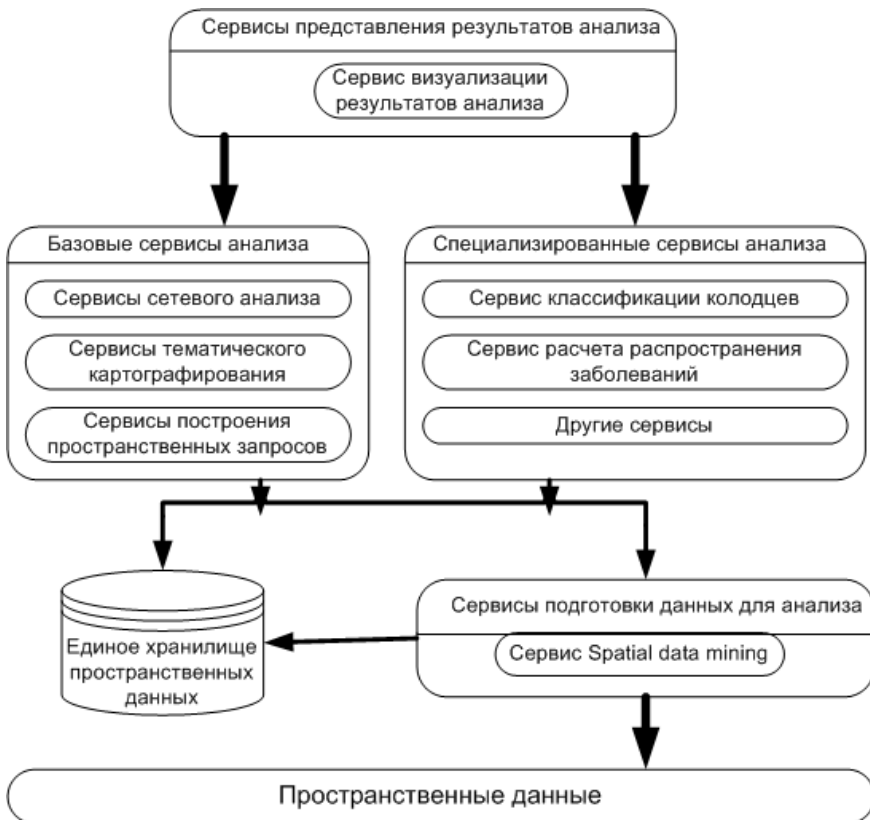 Сервисы представления результатов анализа
Сервис визуализации
результатов анализа
Базовые сервисы анализа
Сервисы сетевого анализа
Сервисы тематического
картографирования
Сервисы построения
пространственных запросов
Специализированные сервисы анализа
Сервис классификации колодцев
Сервис расчета распространения
заболеваний
Другие сервисы
Единое хранилище
пространственных
данных
Сервисы подготовки данных для анализа
Сервис Spatial data mining
Пространственные данные